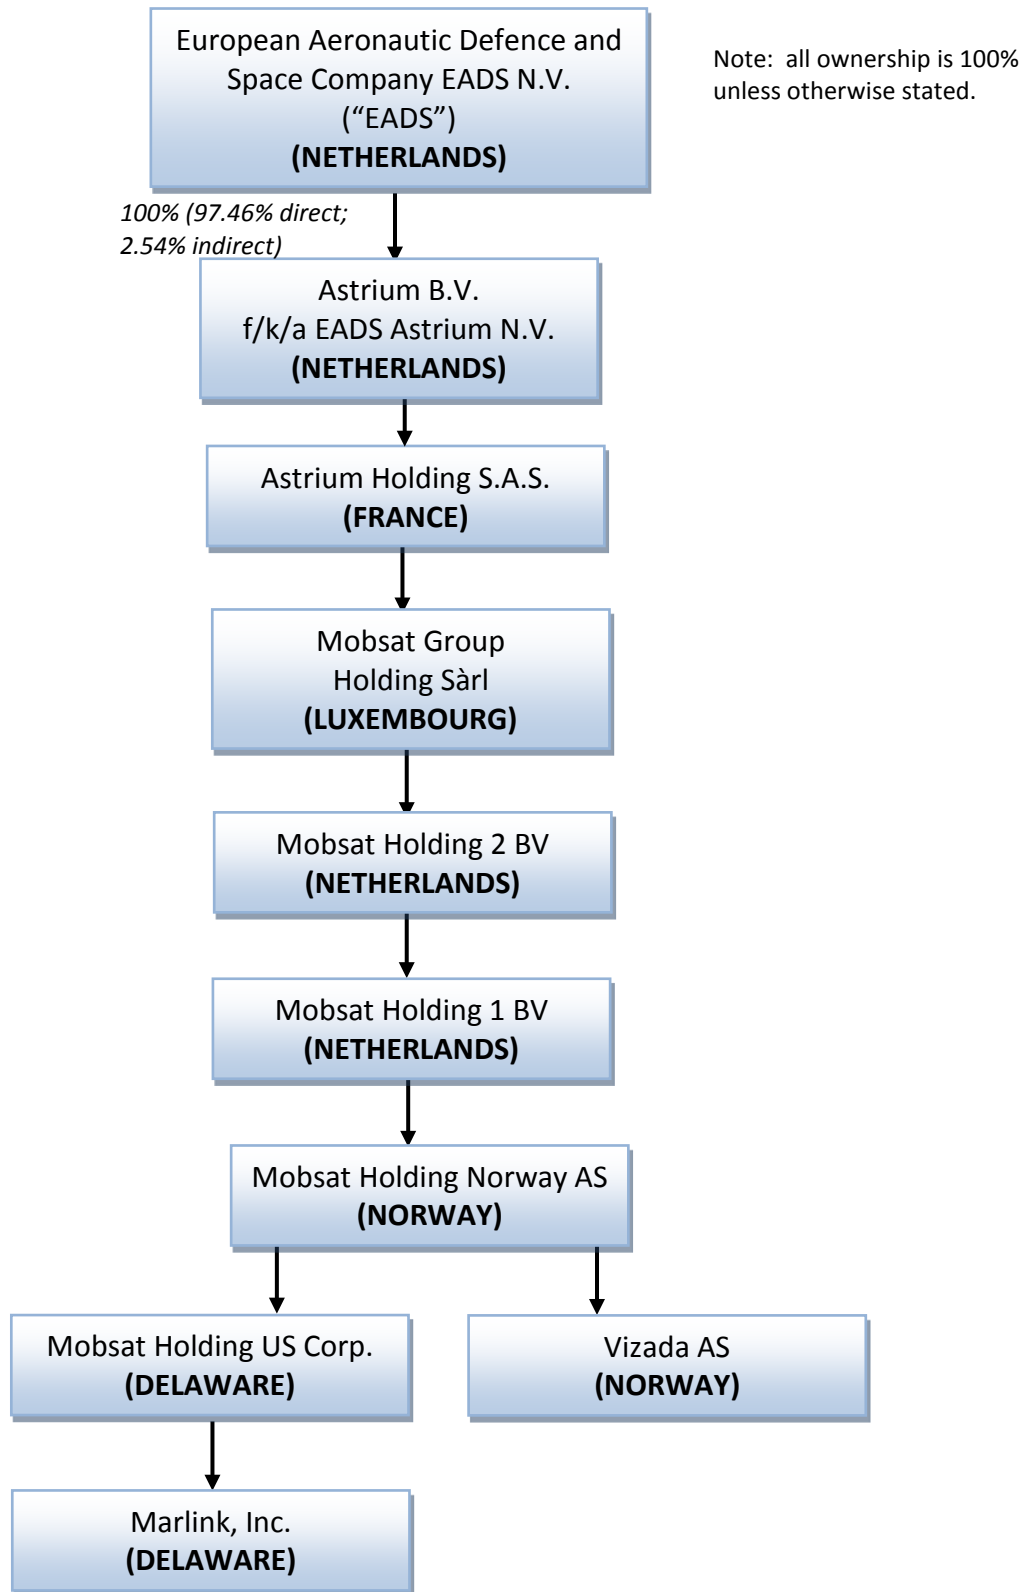 European Aeronautic Defence and
Space Company EADS N.V.
(“EADS”)
(NETHERLANDS)
Note:  all ownership is 100%
unless otherwise stated.
100% (97.46% direct;
2.54% indirect)
Astrium B.V.
f/k/a EADS Astrium N.V.
(NETHERLANDS)
Astrium Holding S.A.S.
(FRANCE)
Mobsat Group
Holding Sàrl
(LUXEMBOURG)
Mobsat Holding 2 BV
(NETHERLANDS)
Mobsat Holding 1 BV
(NETHERLANDS)
Mobsat Holding Norway AS
(NORWAY)
Mobsat Holding US Corp.
(DELAWARE)
Vizada AS
(NORWAY)
Marlink, Inc.
(DELAWARE)